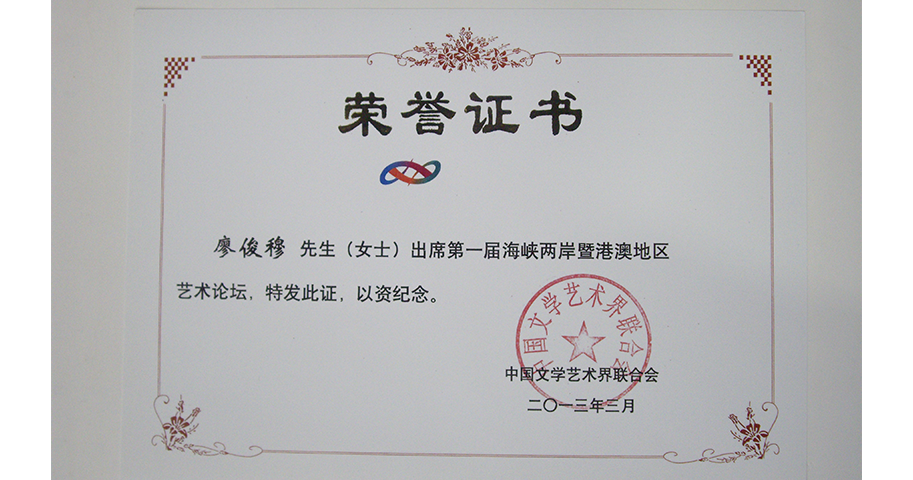 荣誉证书
廖俊穆 先生（女士）出席第一届海峡两岸暨港澳地区
艺术论坛，特发此证，以资纪念。
中国文学艺术界联合会
中国文学艺术界联合会
二〇一三年三月